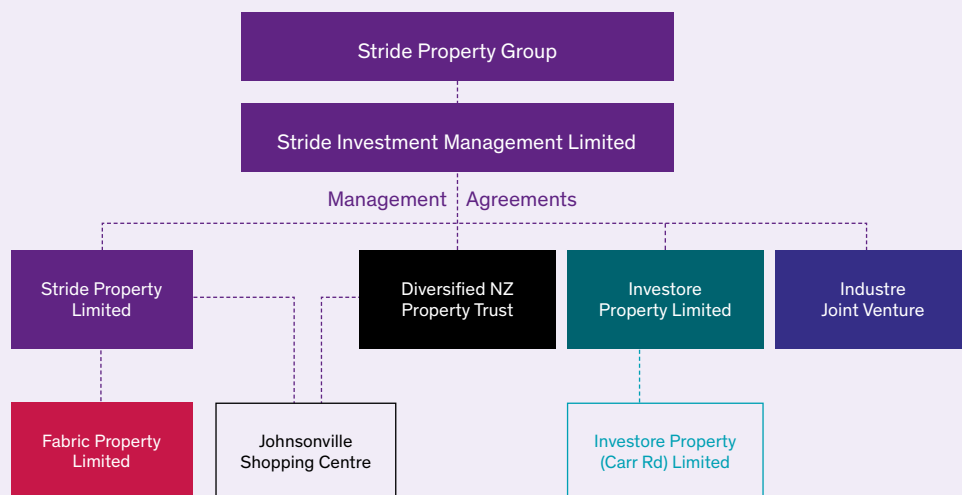 Stride Property Group
Stride Investment Management Limited
Management Agreements
Stride Property
Limited
Diversified NZ
Property Trust
Investore
Property Limited
Industre
Joint Venture
Fabric Property
Limited
Johnsonville
Shopping Centre
Investore Property
(Carr Rd) Limited